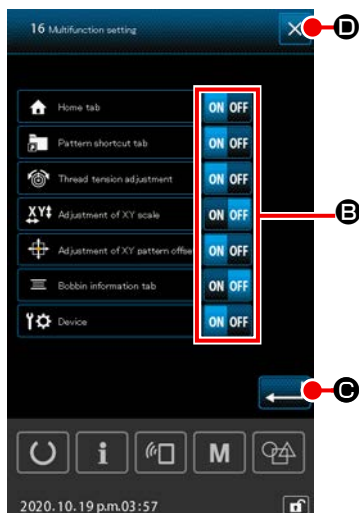 16 Multifunction setting
D
Home tab ON OFF
Pattern shortcut tab ON OFF
Thread tension adjustment ON OFF
XY Adjustment of XY scale ON OFF
B
Adjustment of XY pattern offse ON OFF
Bobbin information tab ON OFF
Device ON OFF
C
i M
2020.10.19 p.m.03:57